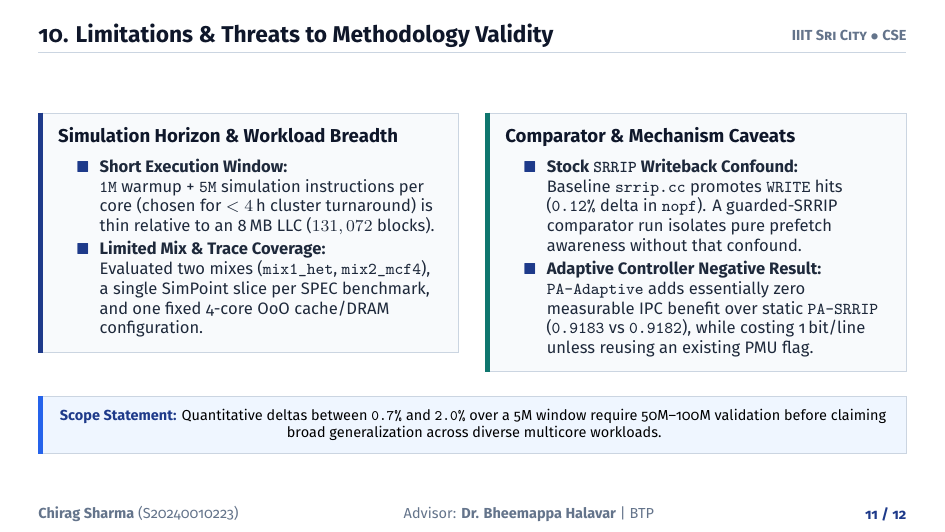 10. Limitations & Threats to Methodology Validity
IIIT Sri City • CSE
Simulation Horizon & Workload Breadth
■ Short Execution Window:
1M warmup + 5M simulation instructions per
core (chosen for < 4 h cluster turnaround) is
thin relative to an 8 MB LLC (131,072 blocks).
■ Limited Mix & Trace Coverage:
Evaluated two mixes (mix1_het, mix2_mcf4),
a single SimPoint slice per SPEC benchmark,
and one fixed 4-core OoO cache/DRAM
configuration.
Comparator & Mechanism Caveats
■ Stock SRRIP Writeback Confound:
Baseline srrip.cc promotes WRITE hits
(0.12% delta in nopf). A guarded-SRRIP
comparator run isolates pure prefetch
awareness without that confound.
■ Adaptive Controller Negative Result:
PA-Adaptive adds essentially zero
measurable IPC benefit over static PA-SRRIP
(0.9183 vs 0.9182), while costing 1 bit/line
unless reusing an existing PMU flag.
Scope Statement: Quantitative deltas between 0.7% and 2.0% over a 5M window require 50M–100M validation before claiming
broad generalization across diverse multicore workloads.
Chirag Sharma (S20240010223)
Advisor: Dr. Bheemappa Halavar | BTP
11 / 12